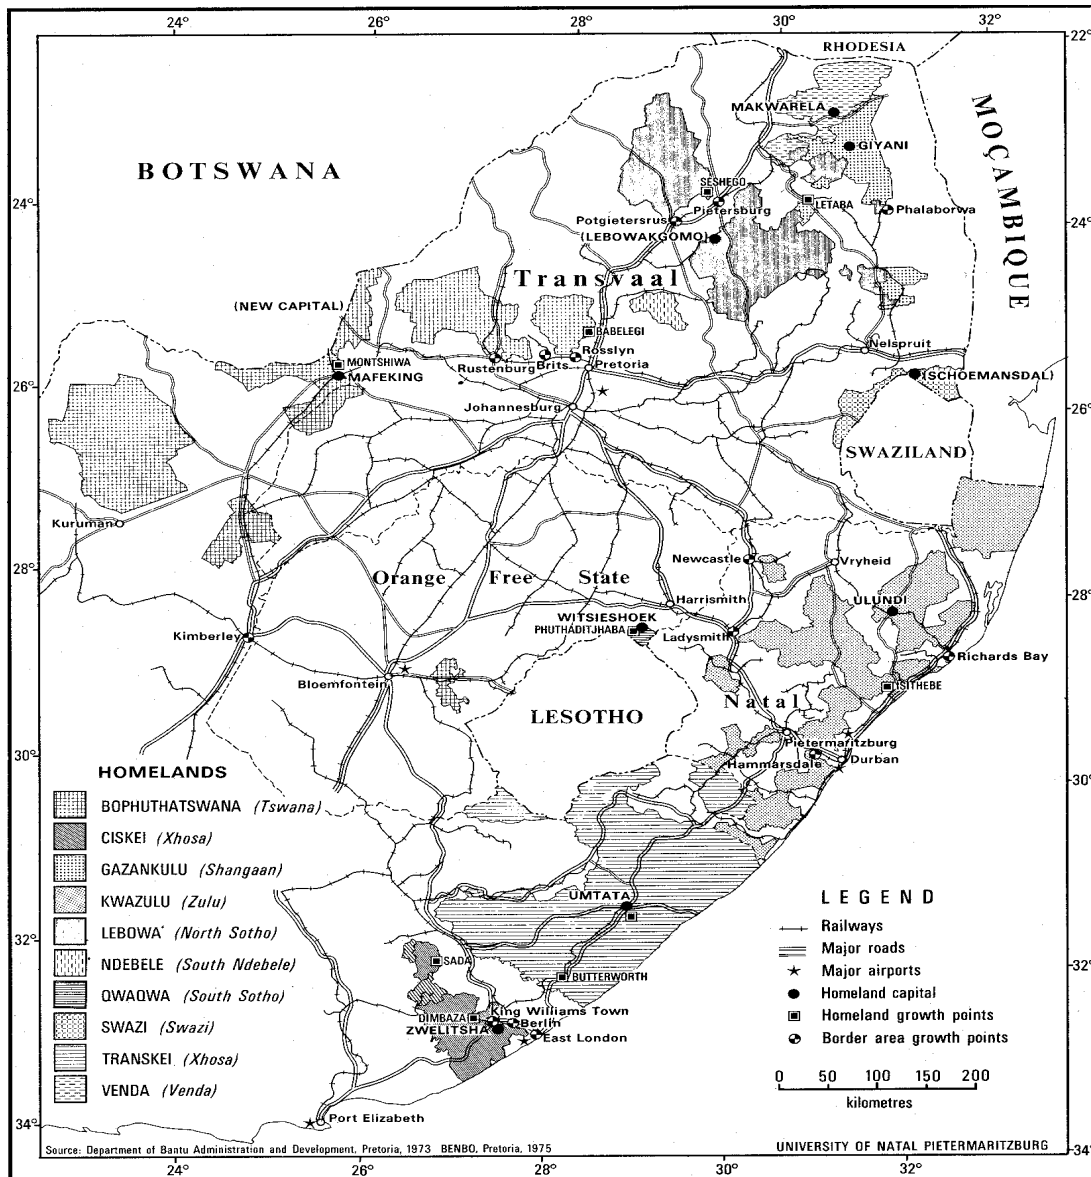 24°
26°
28°
30°
32°
22°
RHODESIA
MAKWARELA
MOÇAMBIQUE
GIYANI
BOTSWANA
SESHEGO
LETABA
24°
24°
Phalaborwa
Pietersburg
Potgietersrus
(LEBOWAKGOMO)
Transvaal
(NEW CAPITAL)
BABELEGI
Nelspruit
MONTSHIWA
Rosslyn
Rustenburg
Brits
Pretoria
MAFEKING
(SCHOEMANSDAL)
26°
26°
Johannesburg
SWAZILAND
Kuruman
Newcastle
Vryheid
28°
28°
Orange Free State
ULUNDI
Harrismith
WITSIESHOEK
PHUTHADITJHABA
Ladysmith
Kimberley
Richards Bay
Bloemfontein
ISITHEBE
Natal
LESOTHO
Pietermaritzburg
30°
30°
Hammarsdale
Durban
HOMELANDS
BOPHUTHATSWANA (Tswana)
CISKEI (Xhosa)
GAZANKULU (Shangaan)
KWAZULU (Zulu)
LEBOWA (North Sotho)
NDEBELE (South Ndebele)
QWAQWA (South Sotho)
SWAZI (Swazi)
TRANSKEI (Xhosa)
VENDA (Venda)
UMTATA
LEGEND
Railways
Major roads
Major airports
Homeland capital
Homeland growth points
Border area growth points
0 50 100 150 200
kilometres
32°
32°
SADA
BUTTERWORTH
King Williams Town
DIMBAZA
Berlin
ZWELITSHA
East London
Port Elizabeth
34°
34°
Source: Department of Bantu Administration and Development, Pretoria, 1973 BENBO, Pretoria, 1975
UNIVERSITY OF NATAL PIETERMARITZBURG
24°
26°
28°
30°
32°